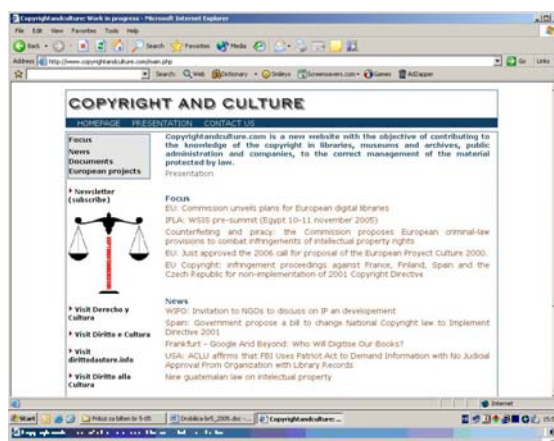 Copyrightandculture: Work in progress - Microsoft Internet Explorer
File Edit View Favorites Tools Help
Back Search Favorites Media
Address http://www.copyrightandculture.com/main.php Go Links
Search: Web Dictionary Smileys Screensavers.com Games AdZapper
COPYRIGHT AND CULTURE
HOMEPAGE PRESENTATION CONTACT US
Focus
News
Documents
European projects
Newsletter
(subscribe)
Visit Derecho y
Cultura
Visit Diritto e Cultura
Visit
dirittodautore.info
Visit Diritto alla
Cultura
Copyrightandculture.com is a new website with the objective of contributing to
the knowledge of the copyright in libraries, museums and archives, public
administration and companies, to the correct management of the material
protected by law.
Presentation
Focus
EU: Commission unveils plans for European digital libraries
IFLA: WSIS pre-summit (Egypt 10-11 november 2005)
Counterfeiting and piracy: the Commission proposes European criminal-law
provisions to combat infringements of intellectual property rights
EU: Just approved the 2006 call for proposal of the European Project Culture 2000.
EU Copyright: infringement proceedings against France, Finland, Spain and the
Czech Republic for non-implementation of 2001 Copyright Directive
News
WIPO: Invitation to NGOs to discuss on IP an developement
Spain: Government propose a bill to change National Copyright law to Implement
Directive 2001
Frankfurt - Google And Beyond: Who Will Digitise Our Books?
USA: ACLU affirms that FBI Uses Patriot Act to Demand Information with No Judicial
Approval From Organization with Library Records
New guatemalan law on intelectual property
Internet
Start Copyrightandculture: ...